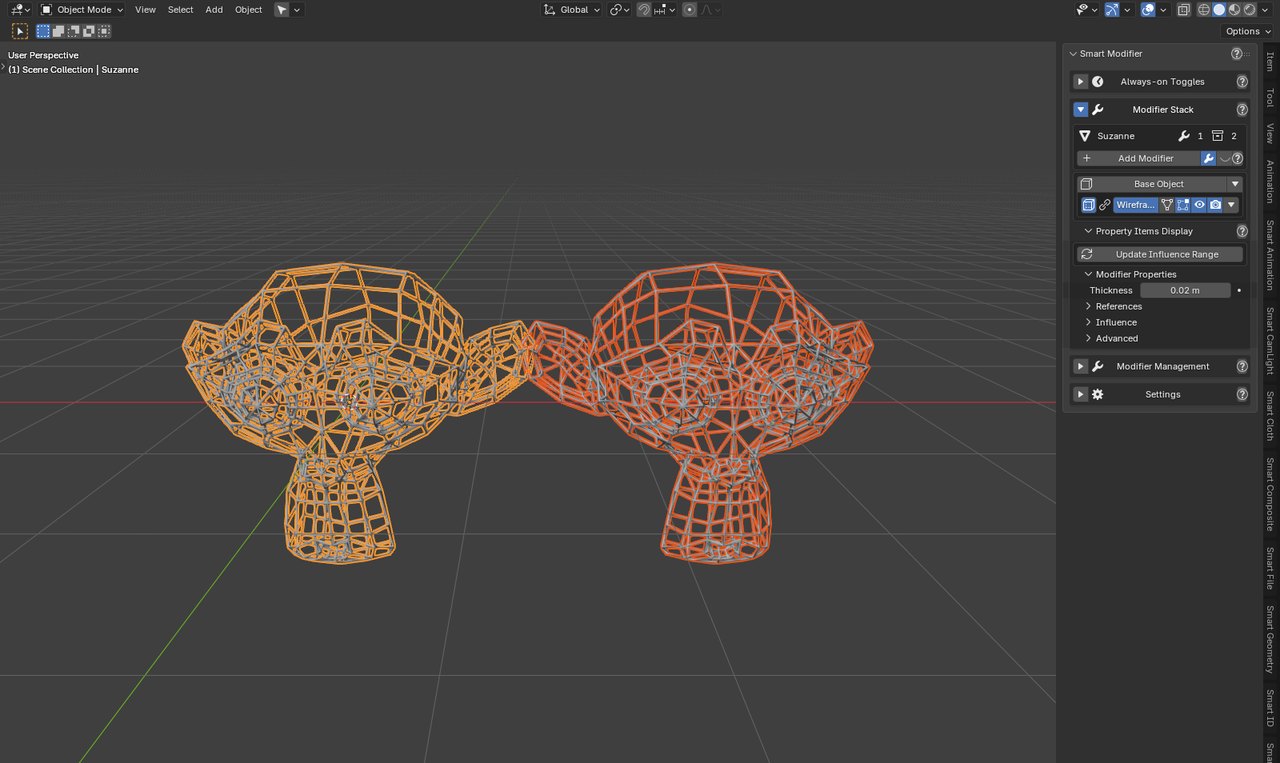 Object Mode View Select Add Object Global
Options
User Perspective
(1) Scene Collection | Suzanne
Smart Modifier
Always-on Toggles
Modifier Stack
Suzanne 1 2
Add Modifier
Base Object
Wirefra...
Property Items Display
Update Influence Range
Modifier Properties
Thickness 0.02 m
References
Influence
Advanced
Modifier Management
Settings
Item
Tool
View
Animation
Smart Animation
Smart CamLight
Smart Cloth
Smart Composite
Smart File
Smart Geometry
Smart ID